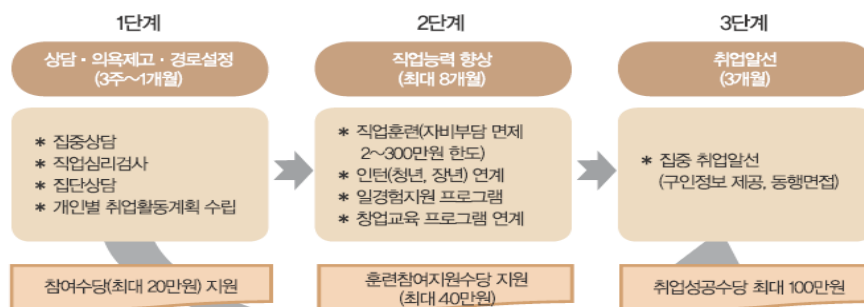 1단계
상담 · 의욕제고 · 경로설정
(3주~1개월)
* 집중상담
* 직업심리검사
* 집단상담
* 개인별 취업활동계획 수립
참여수당(최대 20만원) 지원
2단계
직업능력 향상
(최대 8개월)
* 직업훈련(자비부담 면제
2~300만원 한도)
* 인턴(청년, 장년) 연계
* 일경험지원 프로그램
* 창업교육 프로그램 연계
훈련참여지원수당 지원
(최대 40만원)
3단계
취업알선
(3개월)
* 집중 취업알선
(구인정보 제공, 동행면접)
취업성공수당 최대 100만원